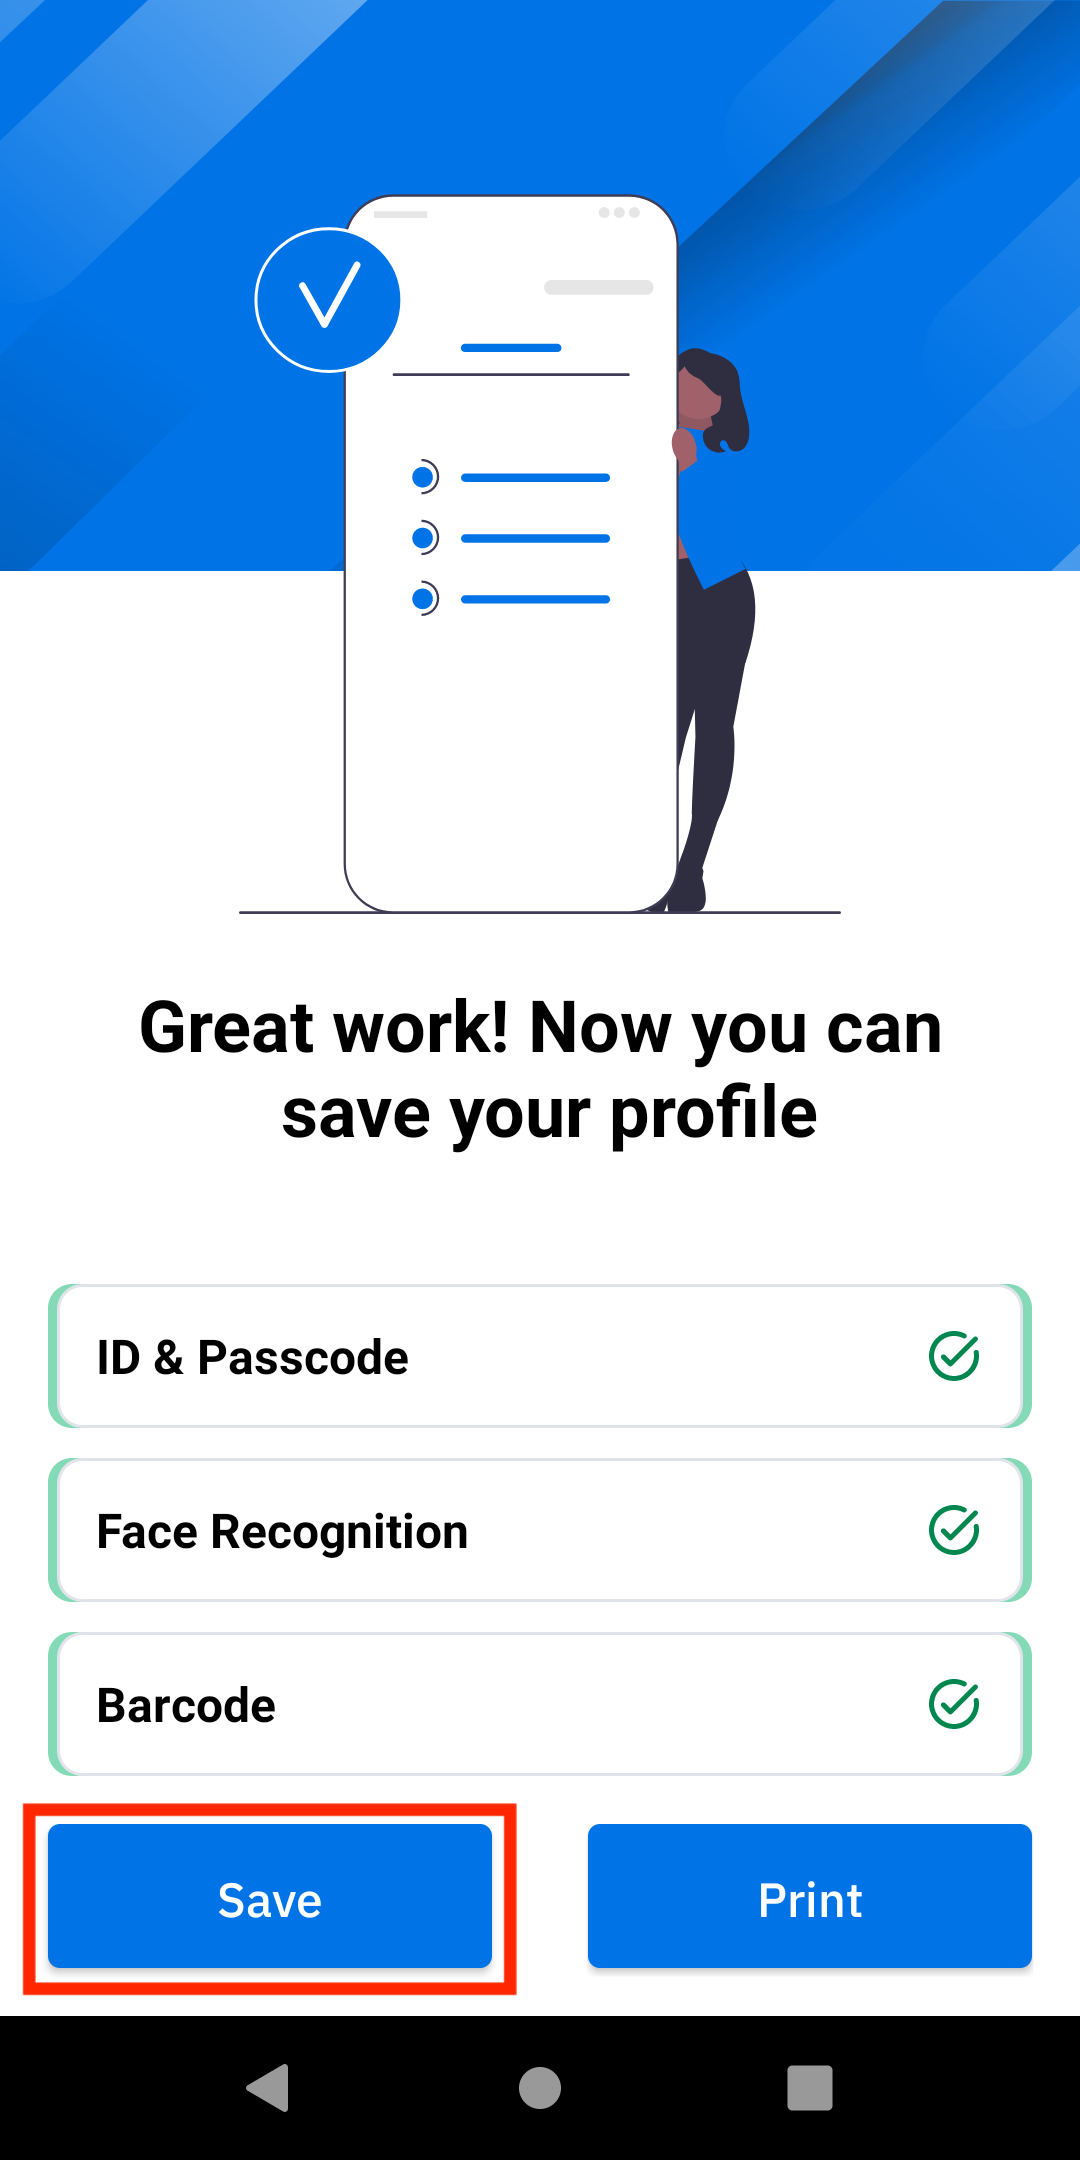 Great work! Now you can
save your profile
ID & Passcode
Face Recognition
Barcode
Save
Print